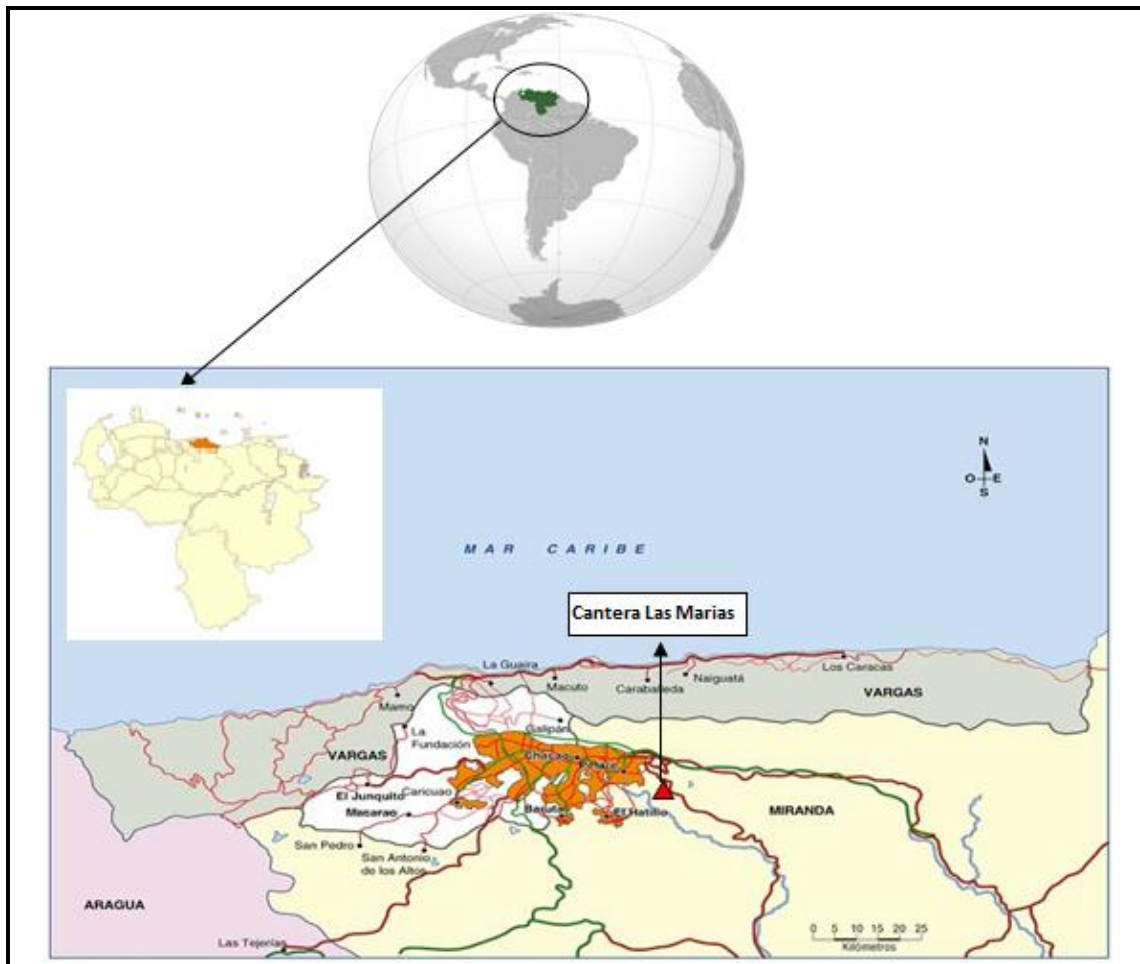 N
O E
S
MAR CARIBE
Cantera Las Marias
La Guaira
Los Caracas
Macuto
Naiguatá
Caraballeda
VARGAS
Mamo
Galipán
La
Fundación
VARGAS
Chacao
Petare
El Junquito
Caricuao
MIRANDA
Macarao
Baruta
El Hatillo
San Pedro
San Antonio
de los Altos
ARAGUA
0 5 10 15 20 25
Kilómetros
Las Tejerías